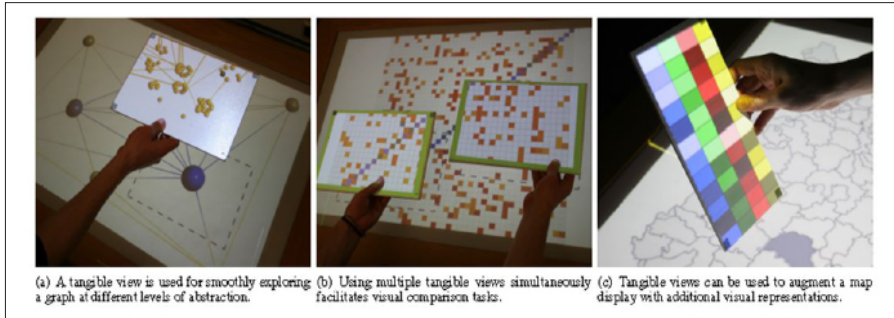 (a) A tangible view is used for smoothly exploring
a graph at different levels of abstraction.
(b) Using multiple tangible views simultaneously
facilitates visual comparison tasks.
(c) Tangible views can be used to augment a map
display with additional visual representations.